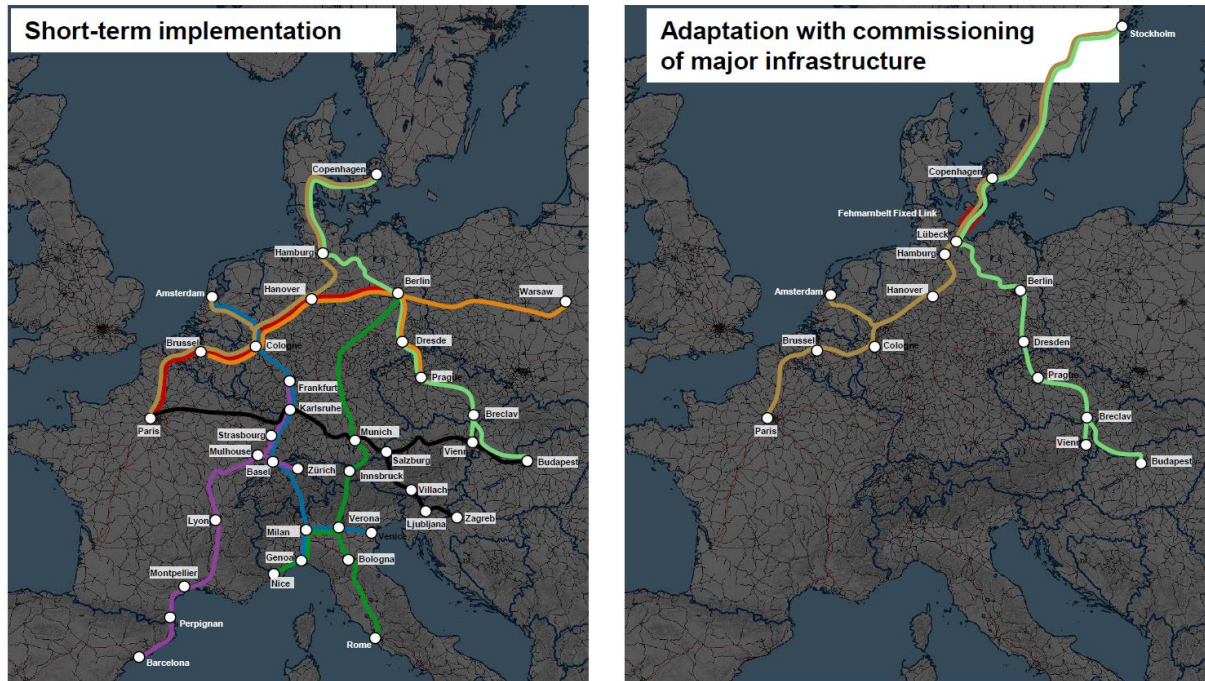 Short-term implementation
Copenhagen
Hamburg
Amsterdam
Hanover
Berlin
Warsaw
Brussel
Cologne
Dresde
Prague
Frankfurt
Karlsruhe
Paris
Breclav
Strasbourg
Munich
Vienn
Mulhouse
Salzburg
Budapest
Basel
Zürich
Innsbruck
Villach
Lyon
Verona
Ljubljana
Zagreb
Milan
Venice
Genoa
Bologna
Nice
Montpellier
Perpignan
Rome
Barcelona
Adaptation with commissioning
of major infrastructure
Stockholm
Copenhagen
Fehmarnbelt Fixed Link
Lübeck
Hamburg
Amsterdam
Hanover
Berlin
Brussel
Cologne
Dresden
Prague
Paris
Breclav
Vienn
Budapest